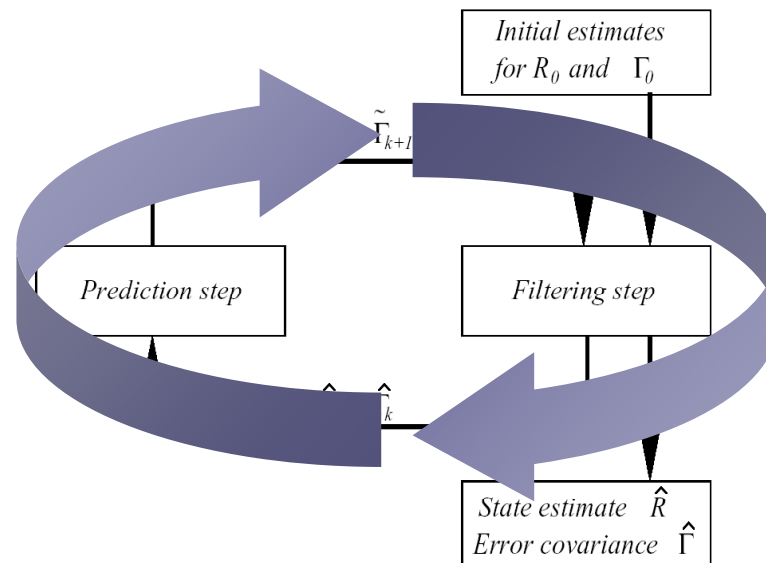 Initial estimates
for R₀ and Γ₀
Γ̃ₖ₊₁
Prediction step
Filtering step
Γ̂ₖ
State estimate R̂
Error covariance Γ̂